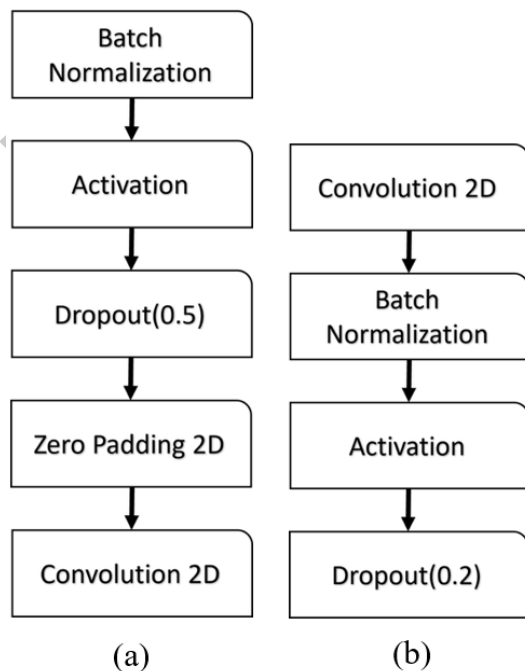 Batch
Normalization
Activation
Dropout(0.5)
Zero Padding 2D
Convolution 2D
(a)
Convolution 2D
Batch
Normalization
Activation
Dropout(0.2)
(b)